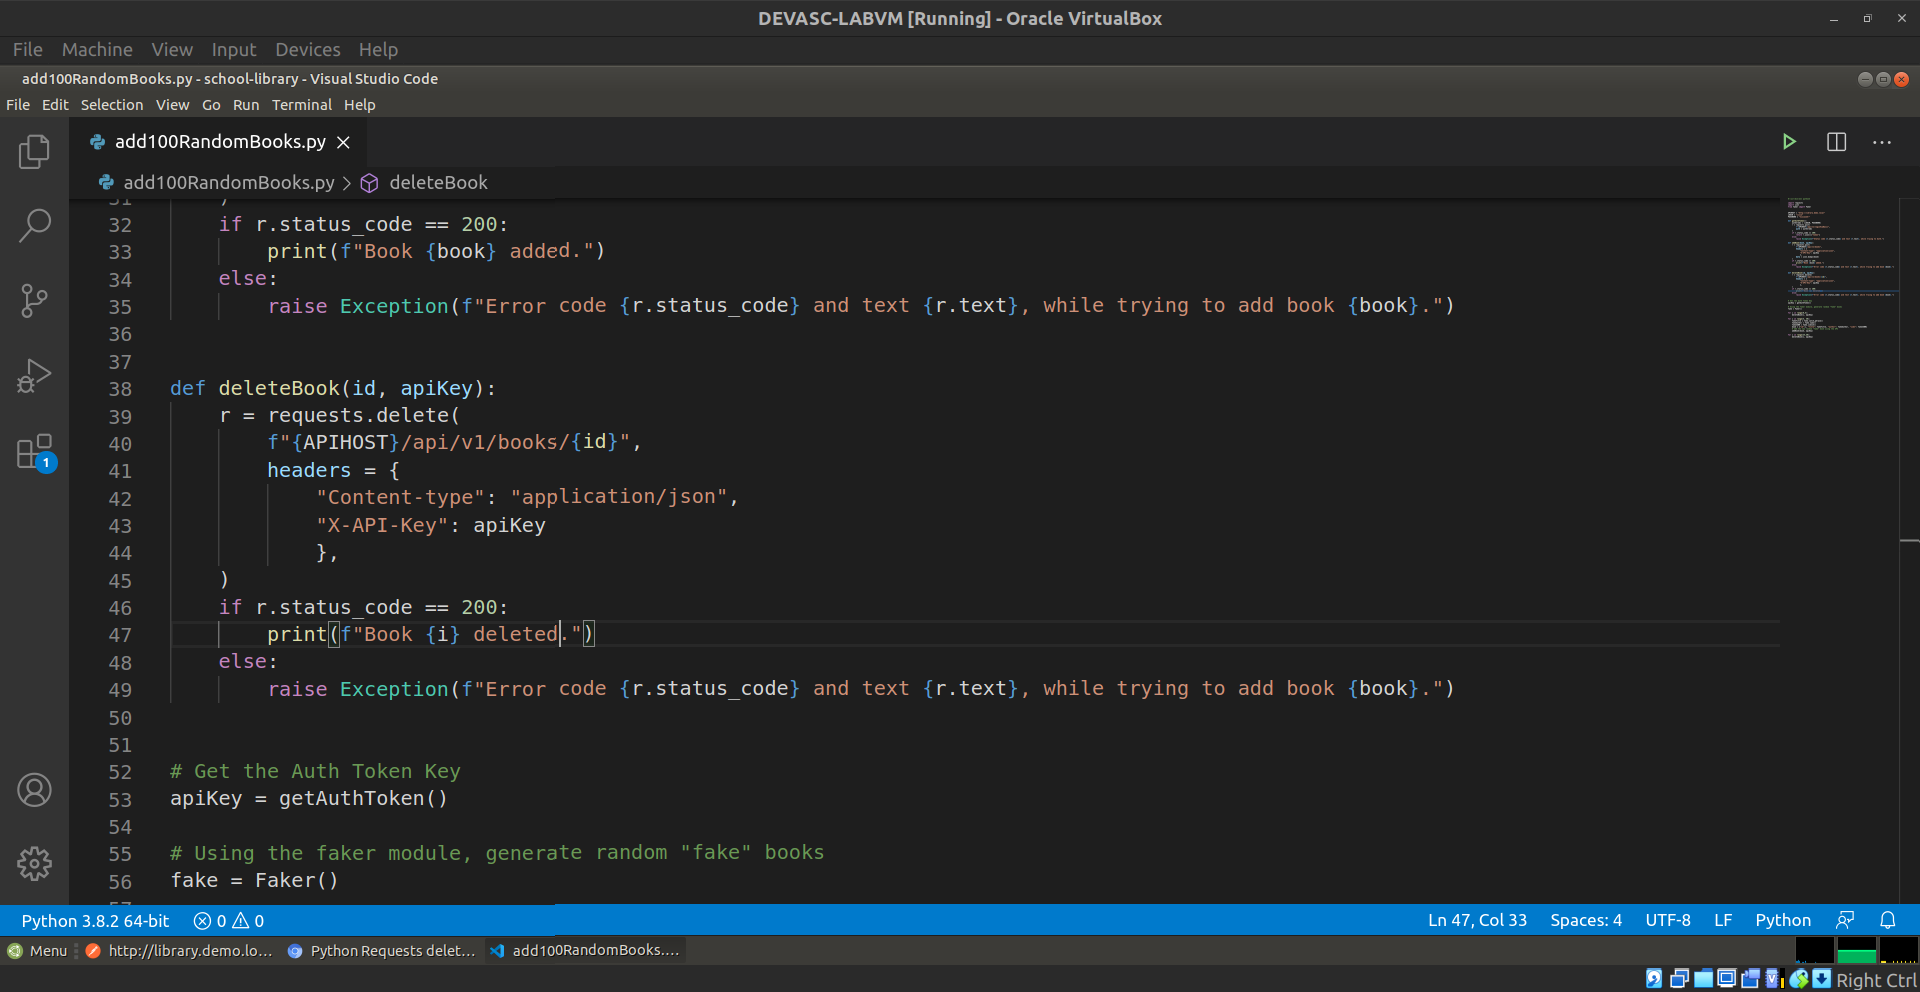 DEVASC-LABVM [Running] - Oracle VirtualBox
File Machine View Input Devices Help
add100RandomBooks.py - school-library - Visual Studio Code
File Edit Selection View Go Run Terminal Help
add100RandomBooks.py
add100RandomBooks.py > deleteBook
31 )
32 if r.status_code == 200:
33 print(f"Book {book} added.")
34 else:
35 raise Exception(f"Error code {r.status_code} and text {r.text}, while trying to add book {book}.")
36
37
38 def deleteBook(id, apiKey):
39 r = requests.delete(
40 f"{APIHOST}/api/v1/books/{id}",
41 headers = {
42 "Content-type": "application/json",
43 "X-API-Key": apiKey
44 },
45 )
46 if r.status_code == 200:
47 print(f"Book {i} deleted.")
48 else:
49 raise Exception(f"Error code {r.status_code} and text {r.text}, while trying to add book {book}.")
50
51
52 # Get the Auth Token Key
53 apiKey = getAuthToken()
54
55 # Using the faker module, generate random "fake" books
56 fake = Faker()
1
Python 3.8.2 64-bit 0 0 Ln 47, Col 33 Spaces: 4 UTF-8 LF Python
Menu http://library.demo.lo... Python Requests delet... add100RandomBooks....
Right Ctrl